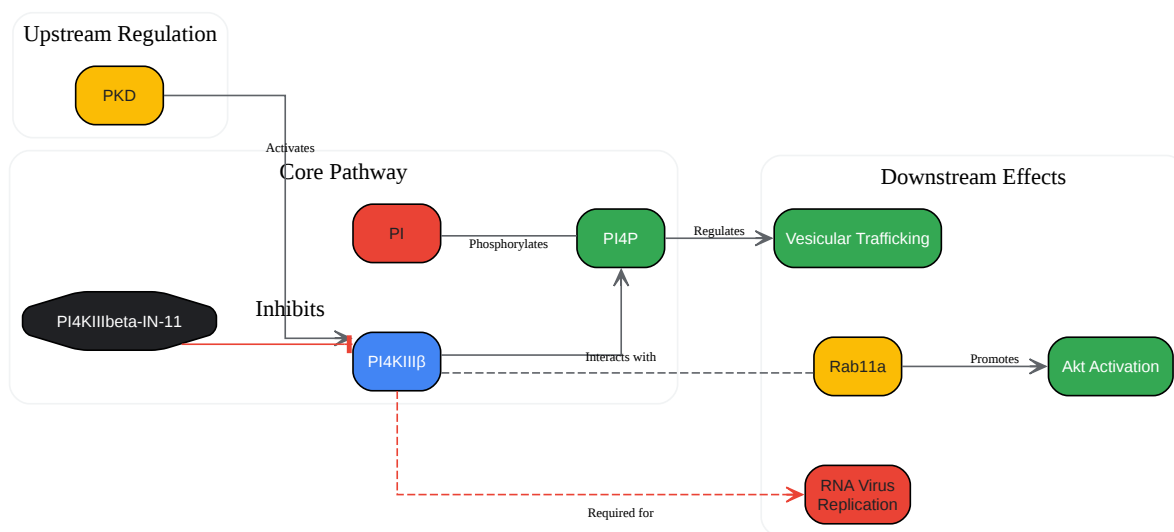 Upstream Regulation
PKD
Activates
Core Pathway
Downstream Effects
PI
Phosphorylates
PI4P
Regulates
Vesicular Trafficking
Inhibits
PI4KIIIbeta-IN-11
PI4KIIIβ
Interacts with
Rab11a
Promotes
Akt Activation
RNA Virus
Replication
Required for